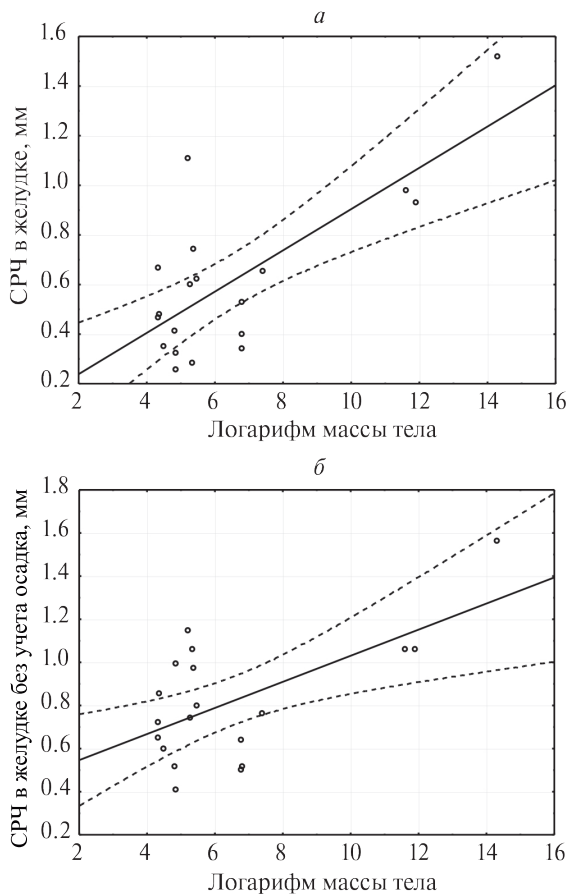 а
1.6
1.4
1.2
1.0
0.8
0.6
0.4
0.2
СРЧ в желудке, мм
2 4 6 8 10 12 14 16
Логарифм массы тела
б
1.8
1.6
1.4
1.2
1.0
0.8
0.6
0.4
0.2
СРЧ в желудке без учета осадка, мм
2 4 6 8 10 12 14 16
Логарифм массы тела